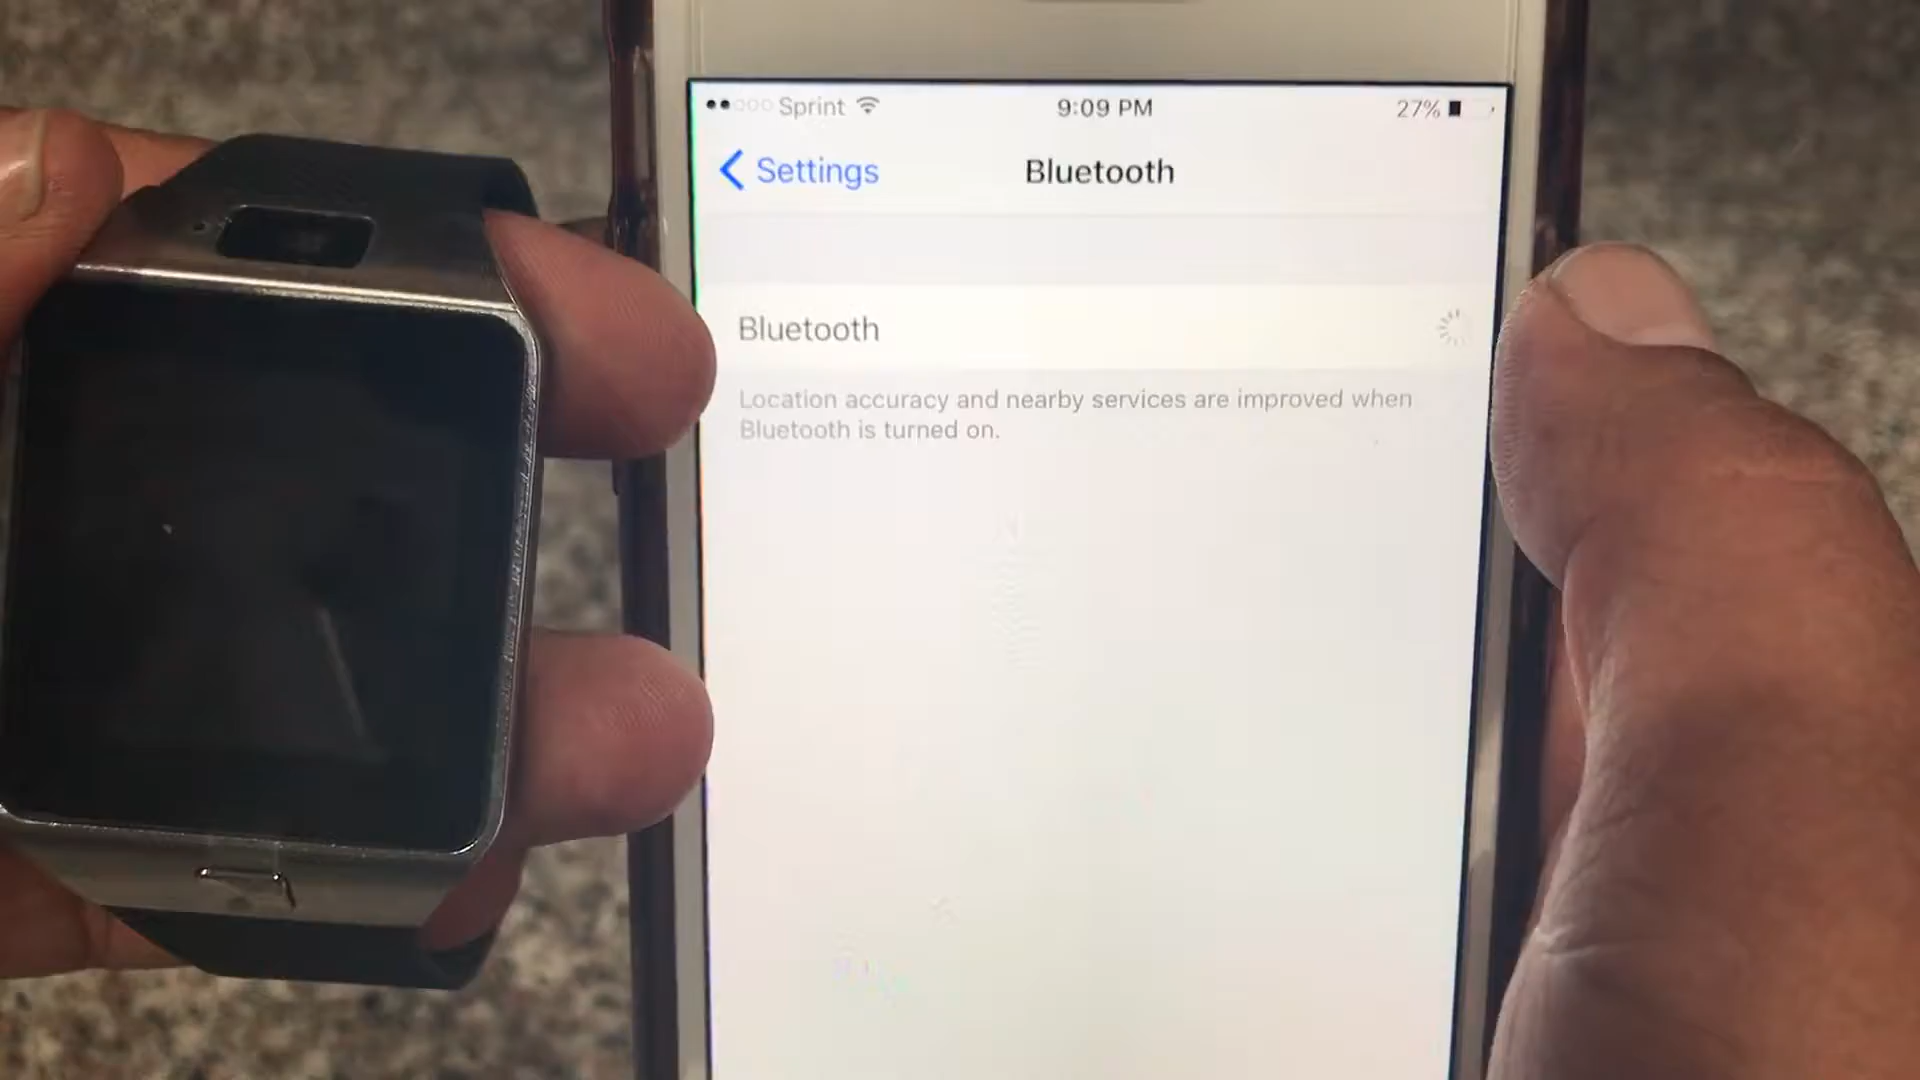 Sprint 9:09 PM 27%
Settings Bluetooth
Bluetooth
Location accuracy and nearby services are improved when
Bluetooth is turned on.